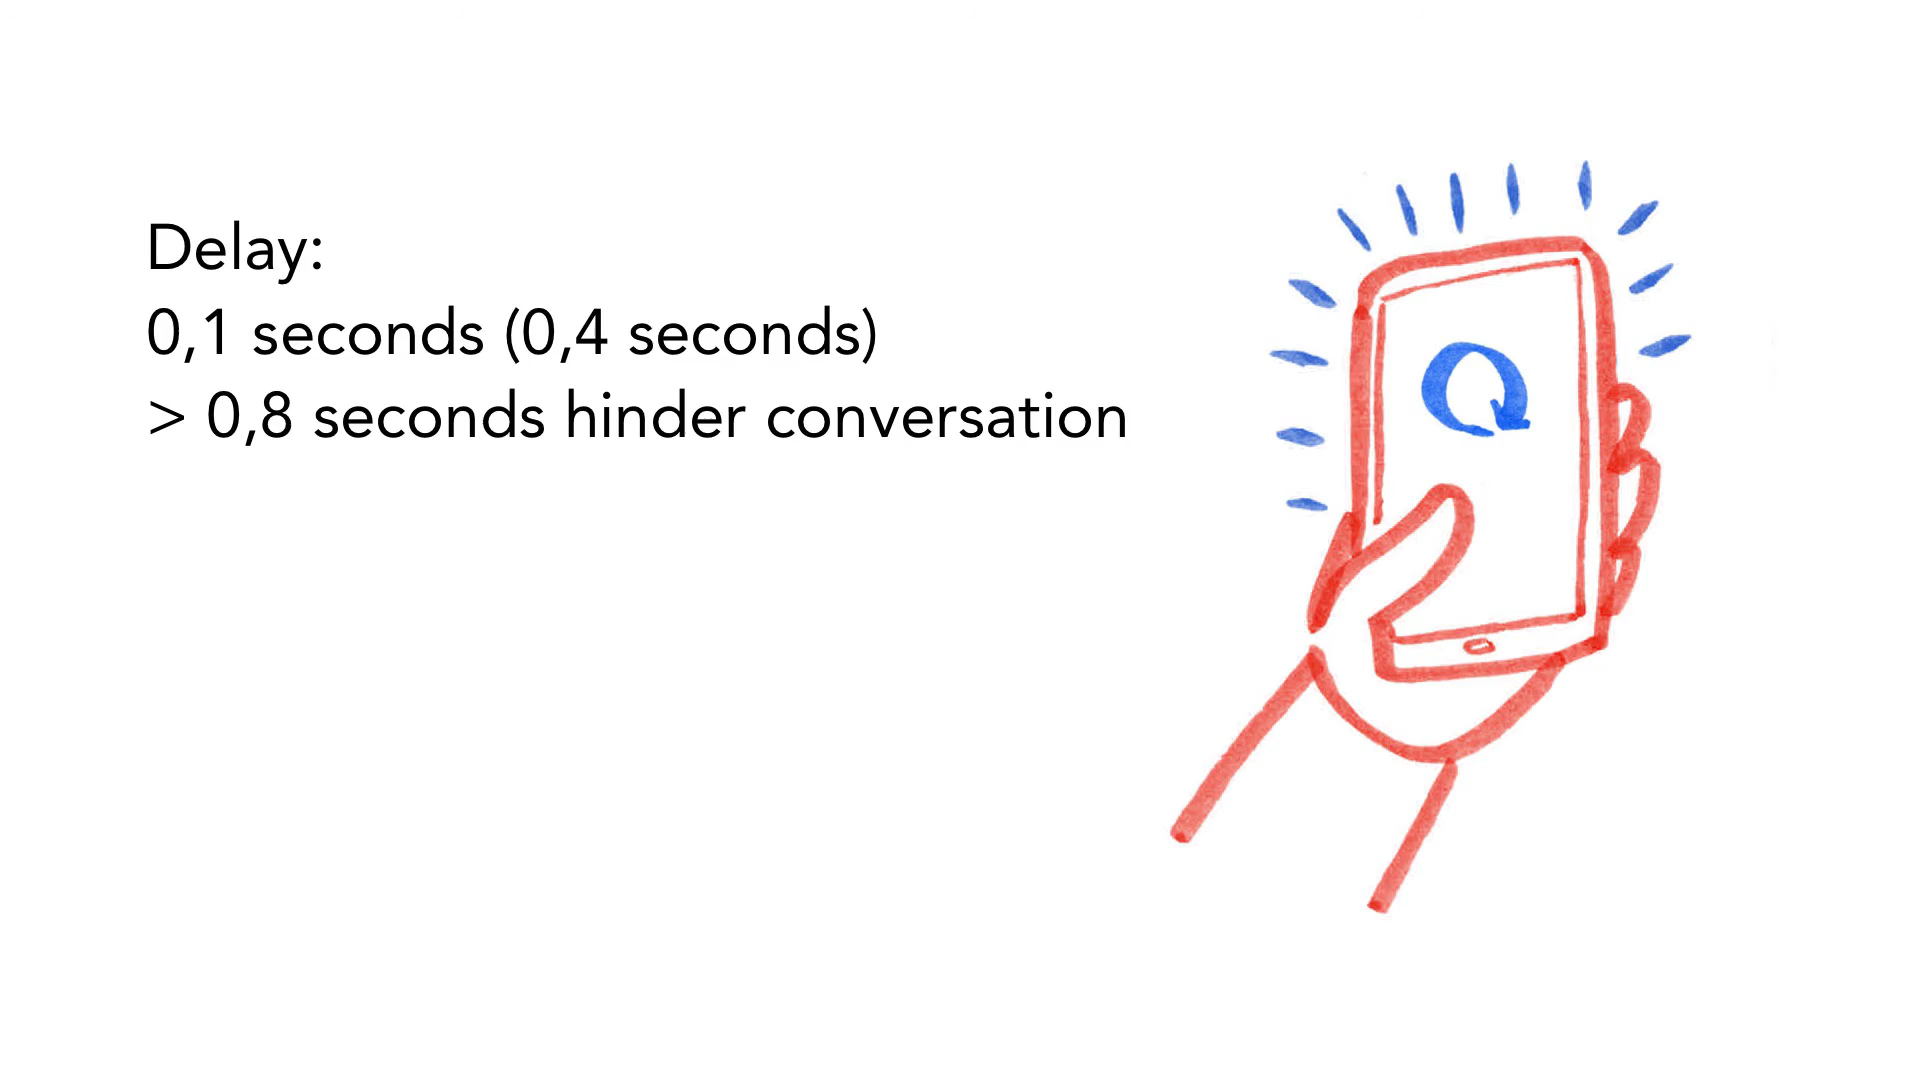 Delay:
0,1 seconds (0,4 seconds)
> 0,8 seconds hinder conversation